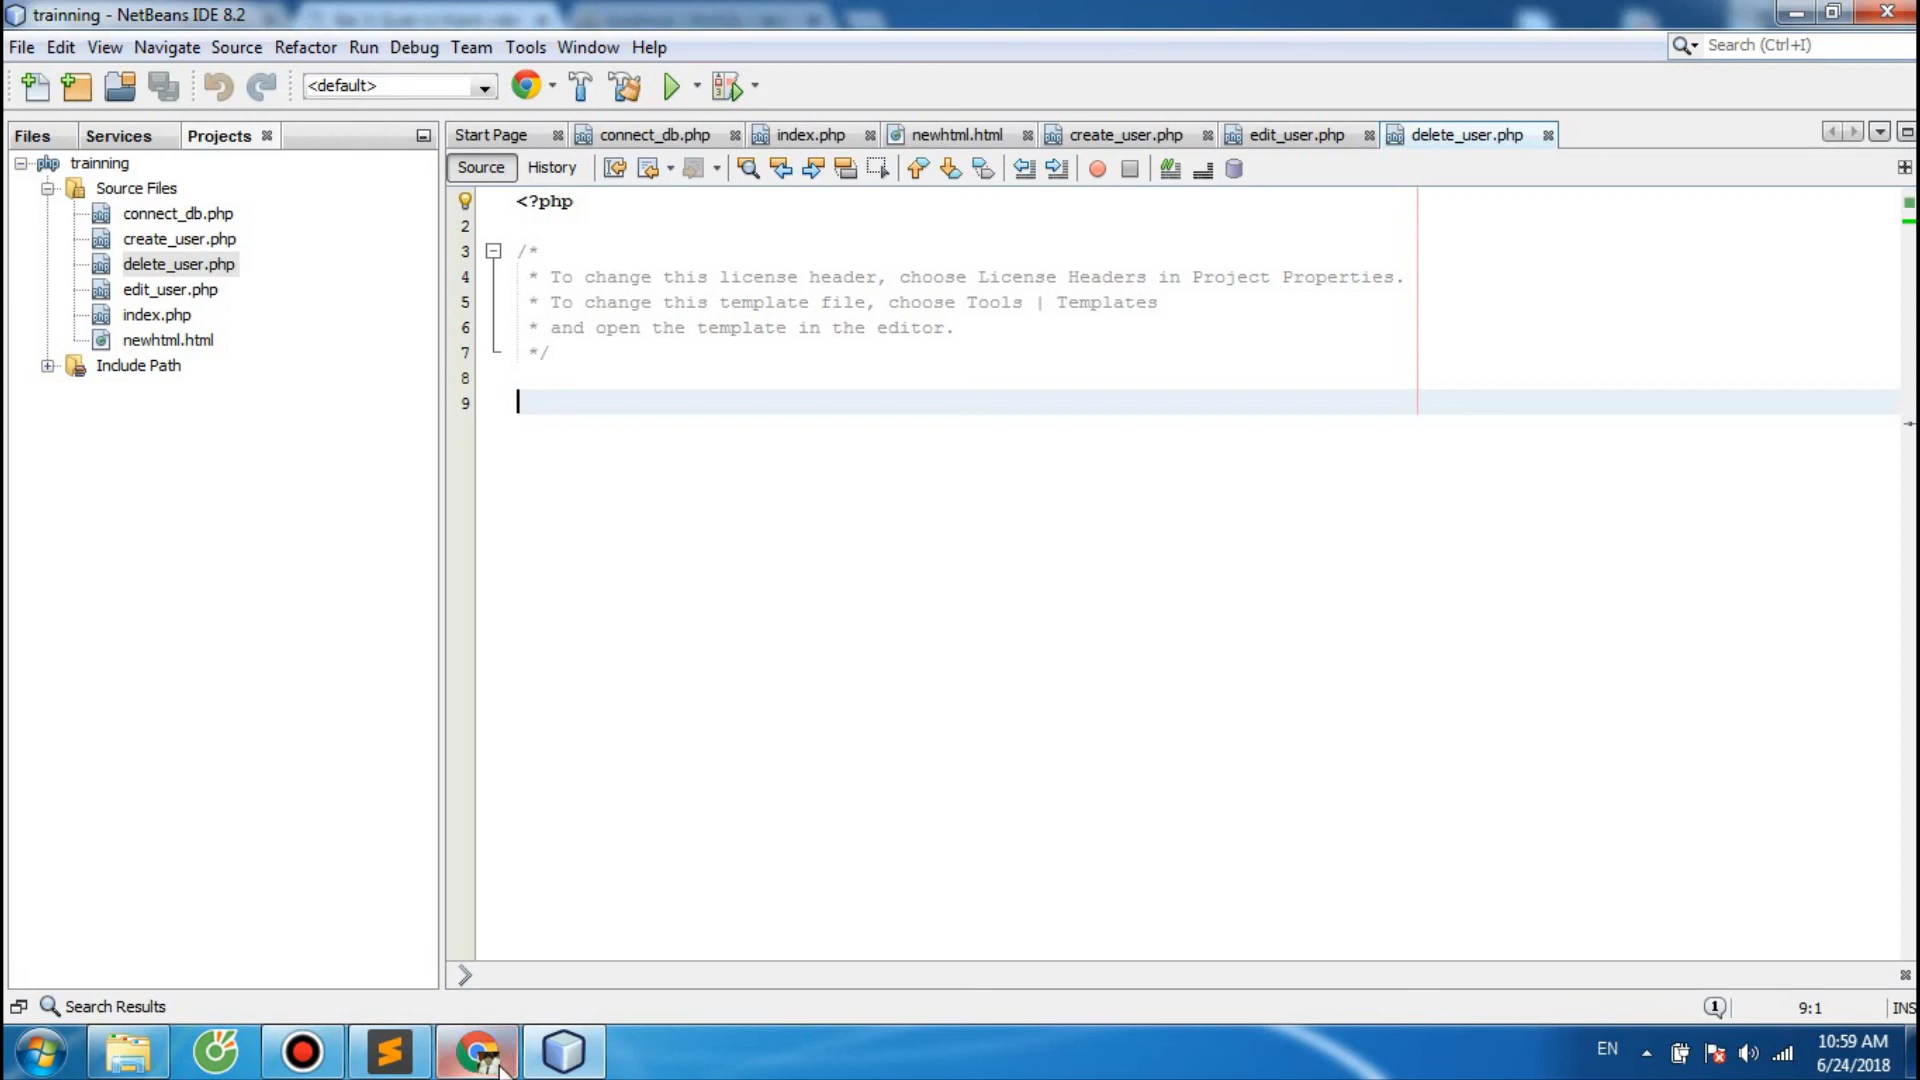 trainning - NetBeans IDE 8.2
File Edit View Navigate Source Refactor Run Debug Team Tools Window Help
Search (Ctrl+I)
<default>
Files Services Projects
Start Page connect_db.php index.php newhtml.html create_user.php edit_user.php delete_user.php
Source History
trainning
Source Files
connect_db.php
create_user.php
delete_user.php
edit_user.php
index.php
newhtml.html
Include Path
<?php
2
3 /*
4 * To change this license header, choose License Headers in Project Properties.
5 * To change this template file, choose Tools | Templates
6 * and open the template in the editor.
7 */
8
9
Search Results
1 9:1 INS
EN
10:59 AM
6/24/2018